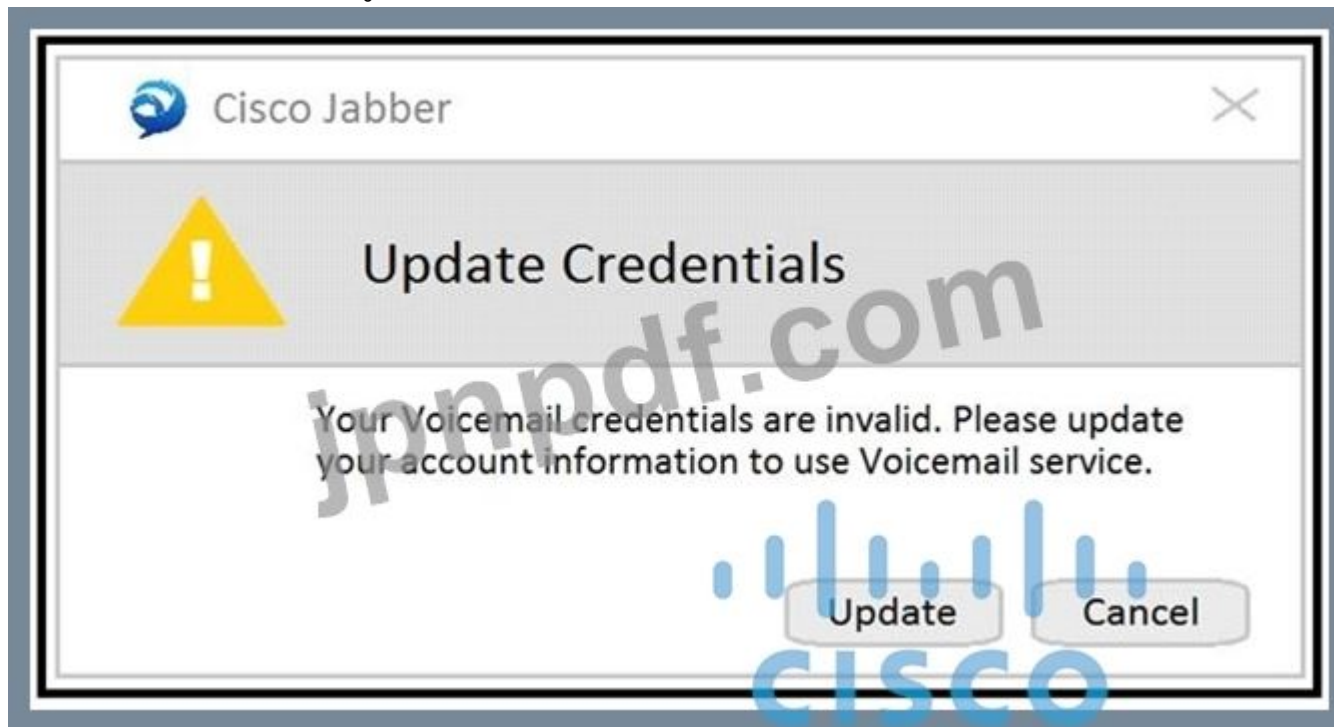 Cisco Jabber
Update Credentials
Your Voicemail credentials are invalid. Please update
your account information to use Voicemail service.
Update
Cancel
jpnpdf.com
CISCO